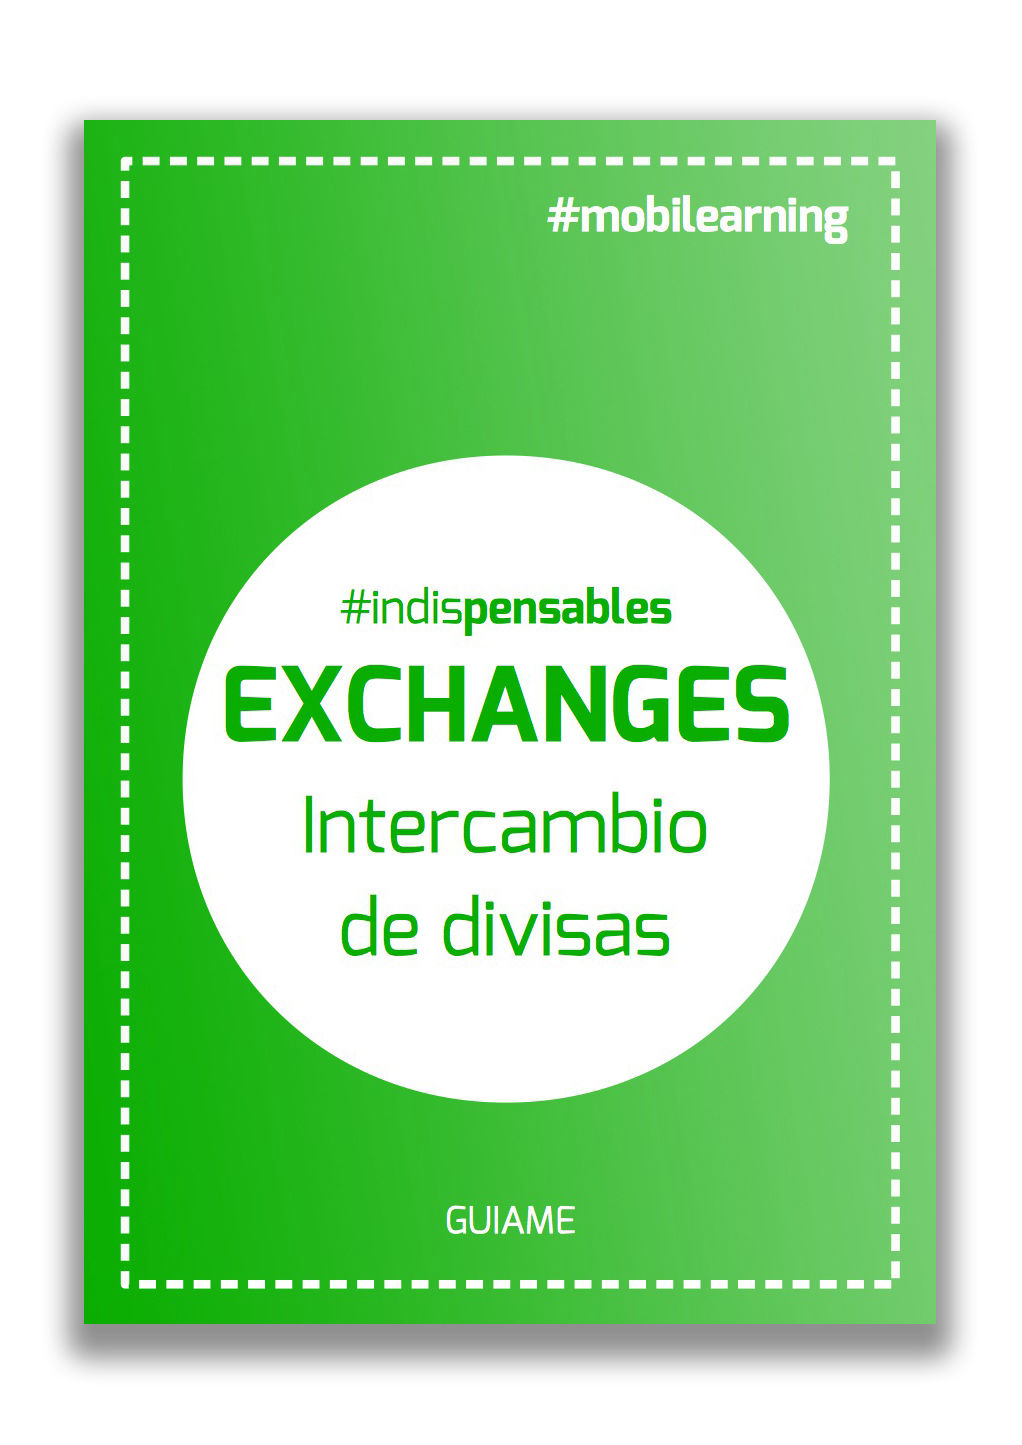 #mobilearning
#indispensables
EXCHANGES
Intercambio
de divisas
GUIAME